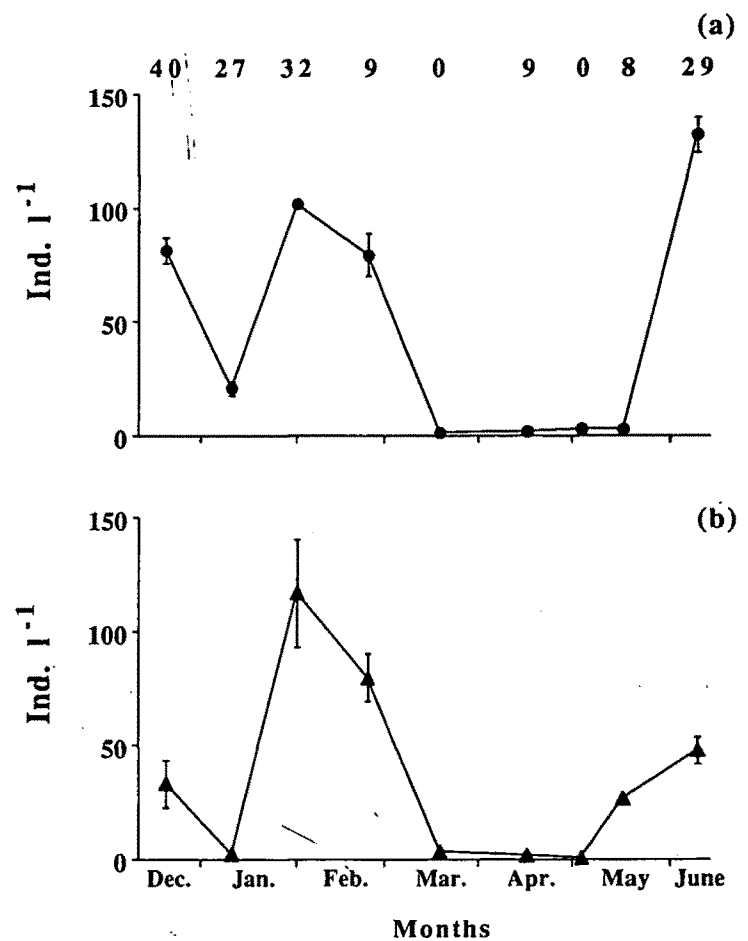 (a)
40 27 32 9 0 9 0 8 29
150
100
50
0
Ind. l⁻¹
(b)
150
100
50
0
Ind. l⁻¹
Dec. Jan. Feb. Mar. Apr. May June
Months